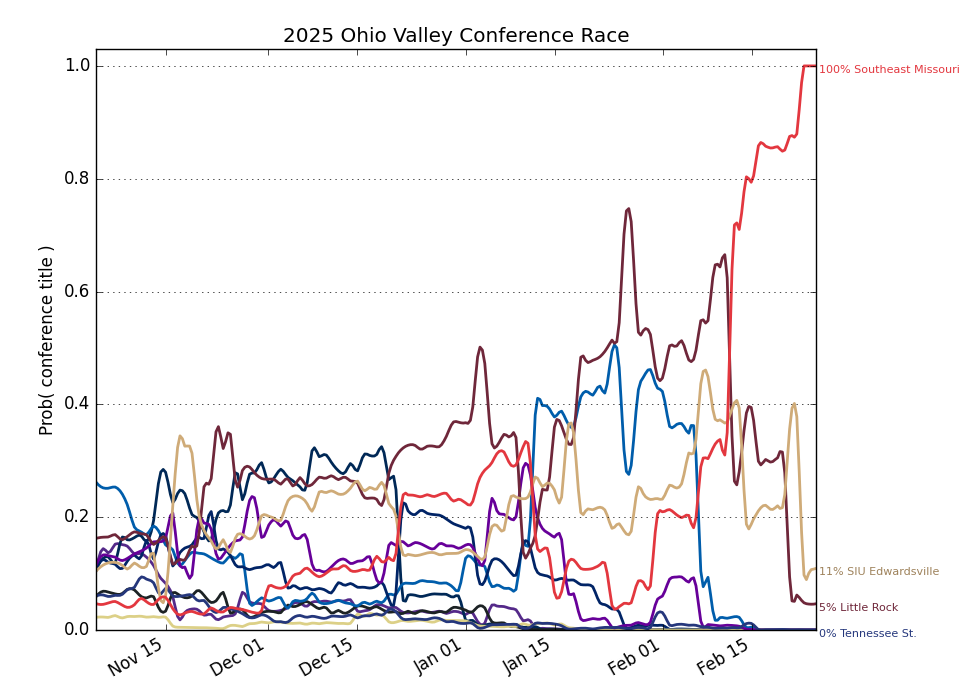 2025 Ohio Valley Conference Race
Prob( conference title )
1.0
0.8
0.6
0.4
0.2
0.0
Nov 15
Dec 01
Dec 15
Jan 01
Jan 15
Feb 01
Feb 15
100% Southeast Missouri
11% SIU Edwardsville
5% Little Rock
0% Tennessee St.